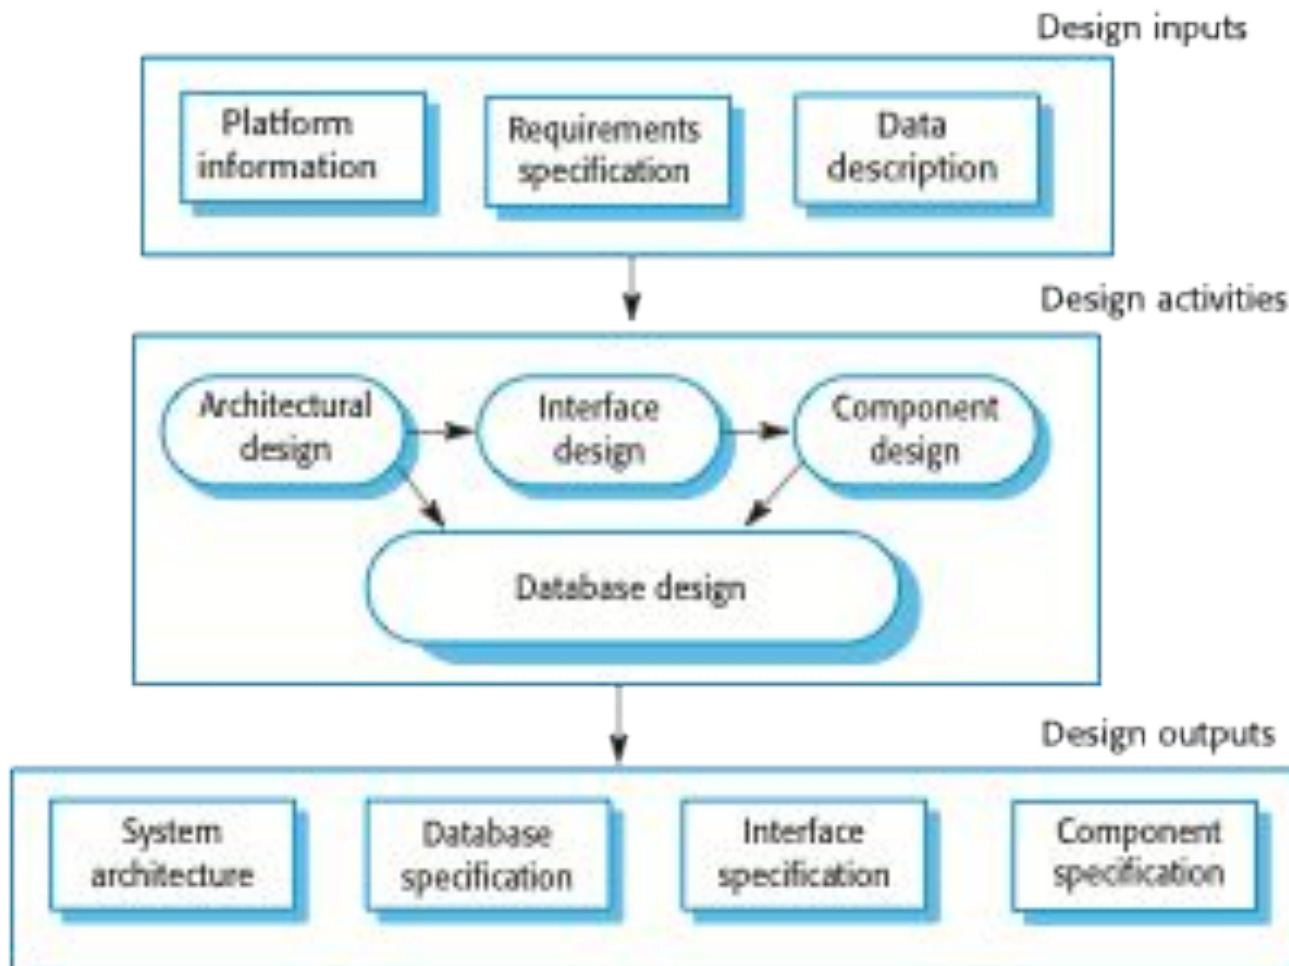 Design inputs
Platform
information
Requirements
specification
Data
description
Design activities
Architectural
design
Interface
design
Component
design
Database design
Design outputs
System
architecture
Database
specification
Interface
specification
Component
specification